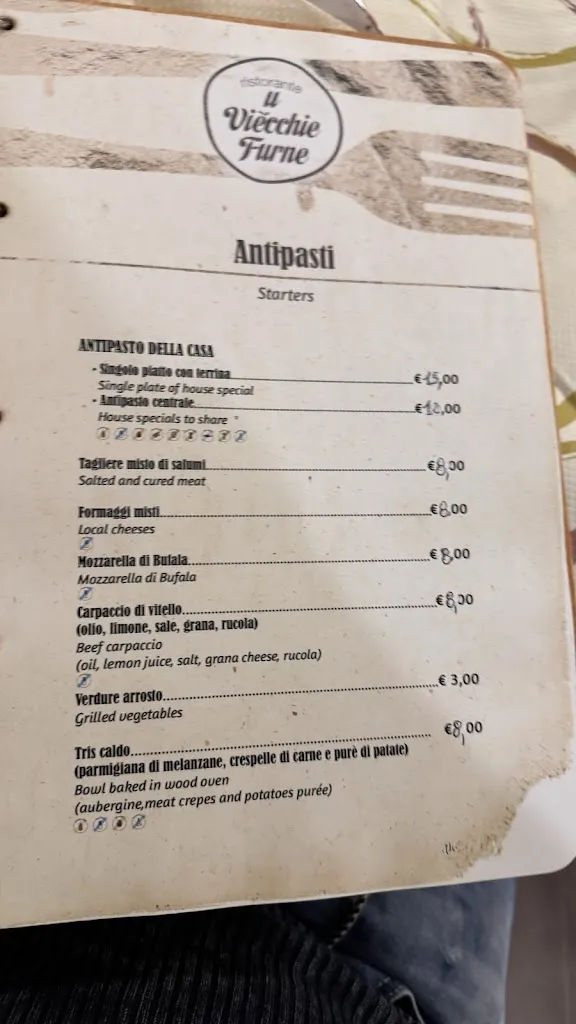 ristorante
u
Viĕcchie
Furne
Antipasti
Starters
ANTIPASTO DELLA CASA
- Singolo piatto con terrina € 15,00
Single plate of house special
- Antipasto centrale € 12,00
House specials to share *
Tagliere misto di salumi € 8,00
Salted and cured meat
Formaggi misti € 8,00
Local cheeses
Mozzarella di Bufala € 8,00
Mozzarella di Bufala
Carpaccio di vitello € 8,00
(olio, limone, sale, grana, rucola)
Beef carpaccio
(oil, lemon juice, salt, grana cheese, rucola)
Verdure arrosto € 3,00
Grilled vegetables
Tris caldo €8,00
(parmigiana di melanzane, crespelle di carne e purè di patate)
Bowl baked in wood oven
(aubergine,meat crepes and potatoes purée)